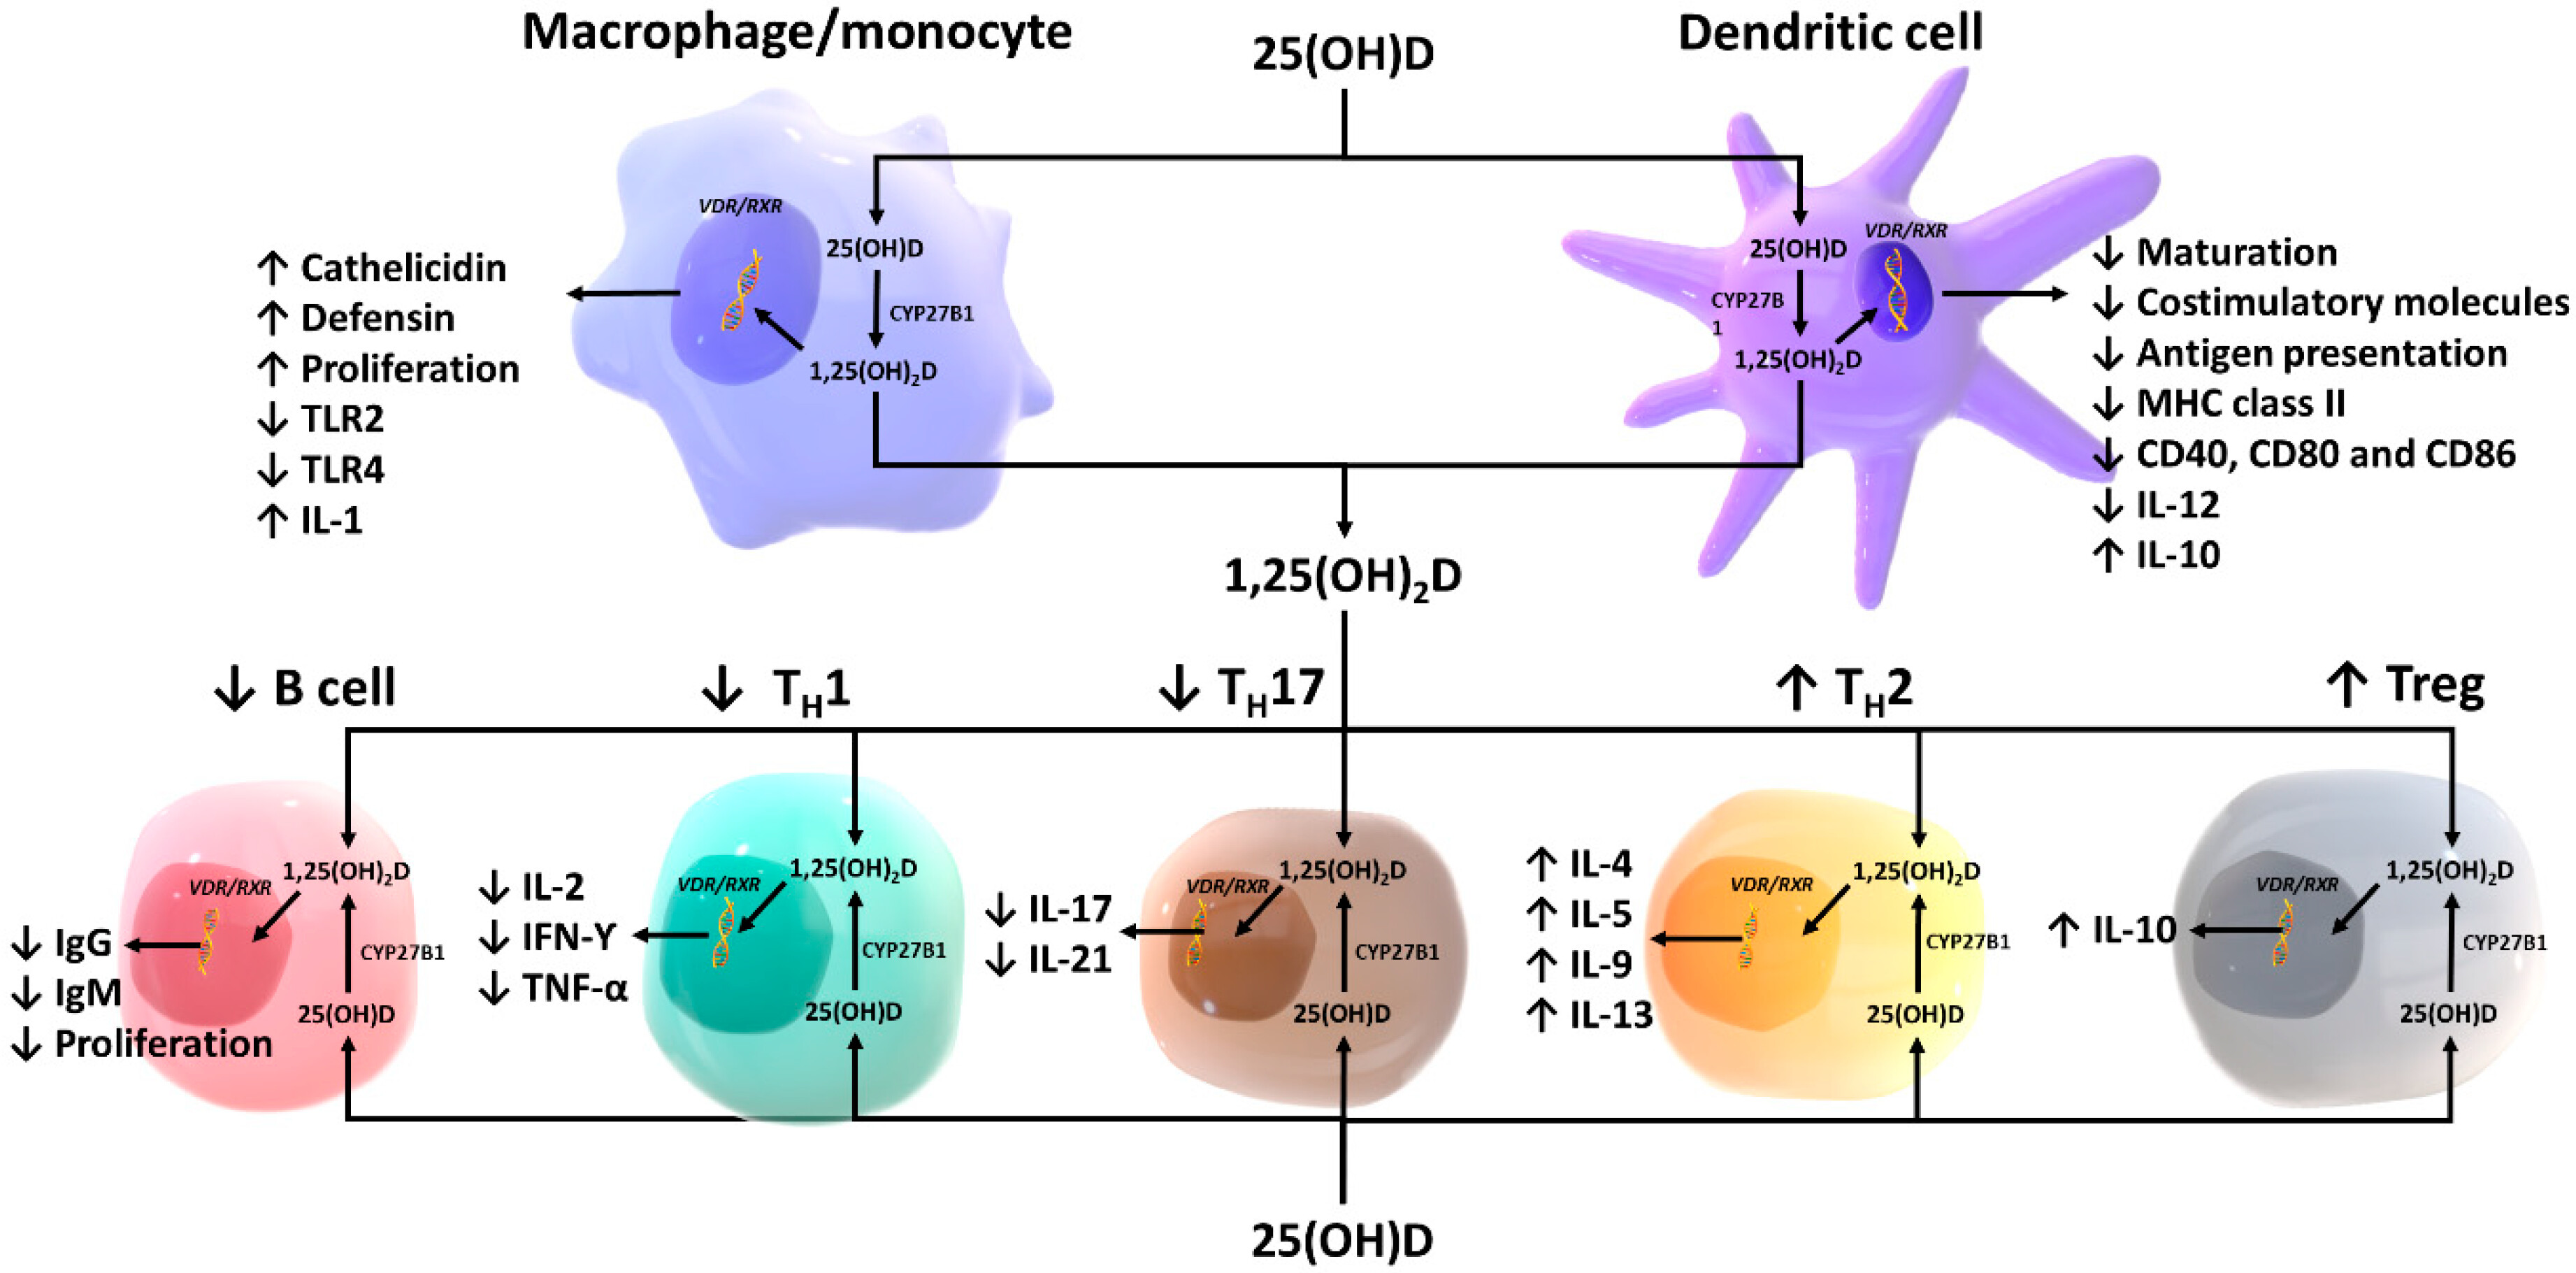 Macrophage/monocyte
25(OH)D
Dendritic cell
VDR/RXR
25(OH)D
CYP27B1
1,25(OH)₂D
↑ Cathelicidin
↑ Defensin
↑ Proliferation
↓ TLR2
↓ TLR4
↑ IL-1
VDR/RXR
25(OH)D
CYP27B
1
1,25(OH)₂D
↓ Maturation
↓ Costimulatory molecules
↓ Antigen presentation
↓ MHC class II
↓ CD40, CD80 and CD86
↓ IL-12
↑ IL-10
1,25(OH)₂D
↓ B cell
↓ TH1
↓ TH17
↑ TH2
↑ Treg
1,25(OH)₂D
VDR/RXR
CYP27B1
25(OH)D
↓ IgG
↓ IgM
↓ Proliferation
1,25(OH)₂D
VDR/RXR
CYP27B1
25(OH)D
↓ IL-2
↓ IFN-Y
↓ TNF-α
1,25(OH)₂D
VDR/RXR
CYP27B1
25(OH)D
↓ IL-17
↓ IL-21
1,25(OH)₂D
VDR/RXR
CYP27B1
25(OH)D
↑ IL-4
↑ IL-5
↑ IL-9
↑ IL-13
1,25(OH)₂D
VDR/RXR
CYP27B1
25(OH)D
↑ IL-10
25(OH)D